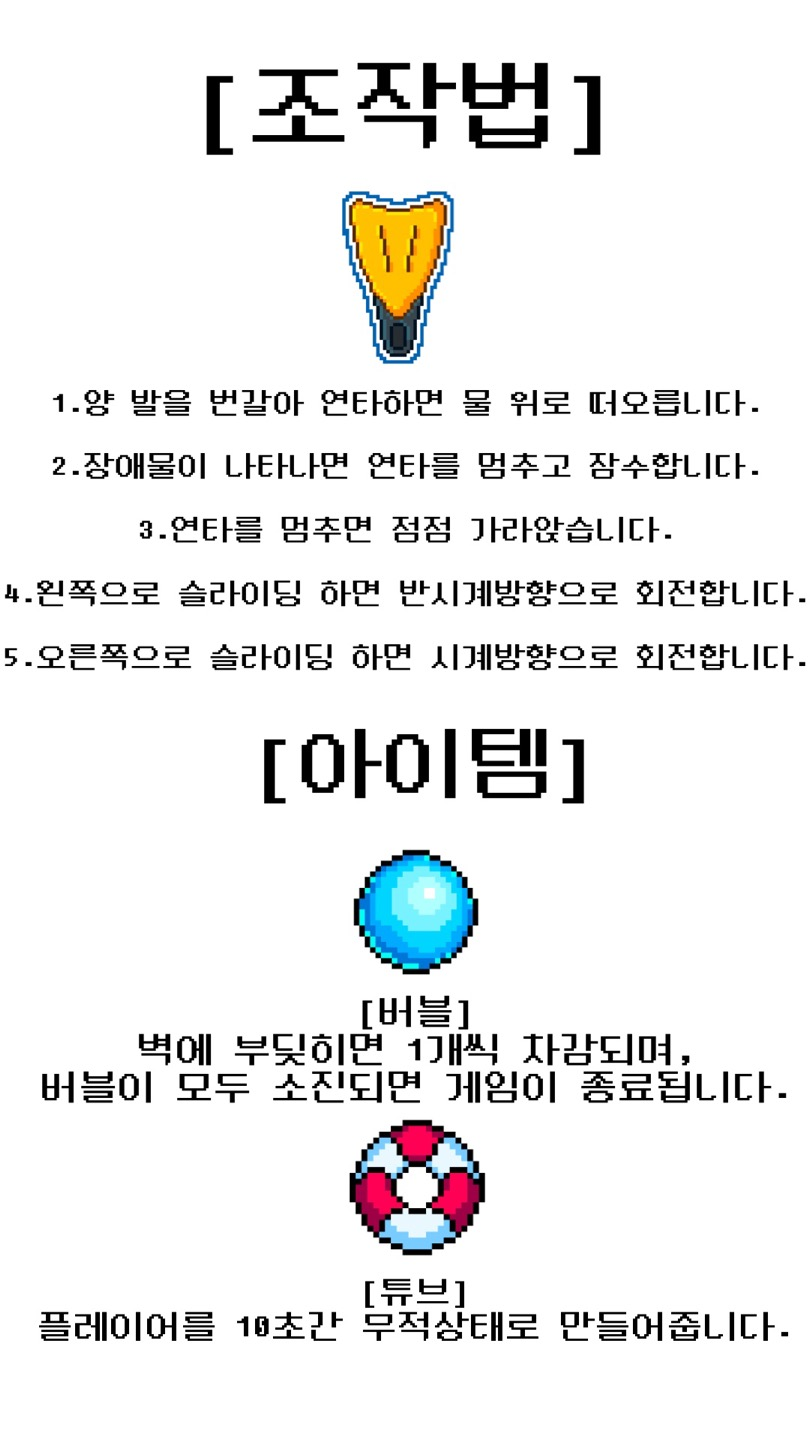 [조작법]
1.양 발을 번갈아 연타하면 물 위로 떠오릅니다.
2.장애물이 나타나면 연타를 멈추고 잠수합니다.
3.연타를 멈추면 점점 가라앉습니다.
4.왼쪽으로 슬라이딩 하면 반시계방향으로 회전합니다.
5.오른쪽으로 슬라이딩 하면 시계방향으로 회전합니다.
[아이템]
[버블]
벽에 부딪히면 1개씩 차감되며,
버블이 모두 소진되면 게임이 종료됩니다.
[튜브]
플레이어를 10초간 무적상태로 만들어줍니다.